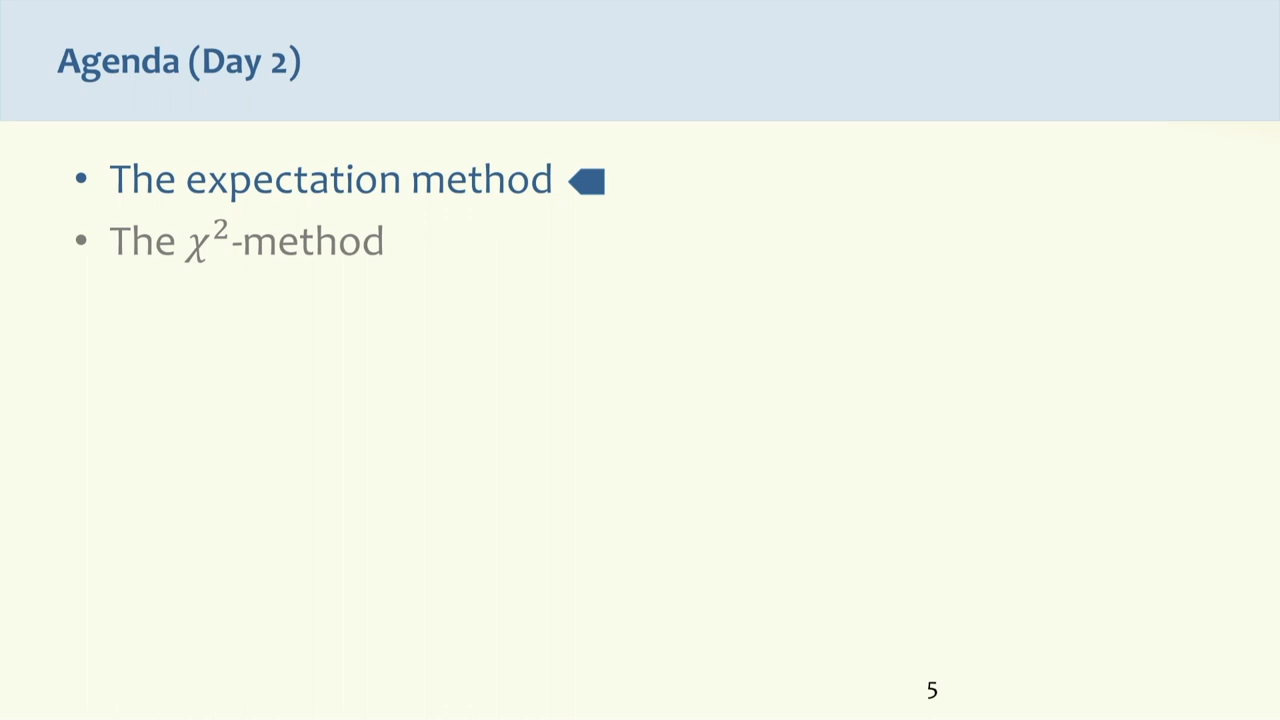 Agenda (Day 2)
• The expectation method
• The χ²-method
5